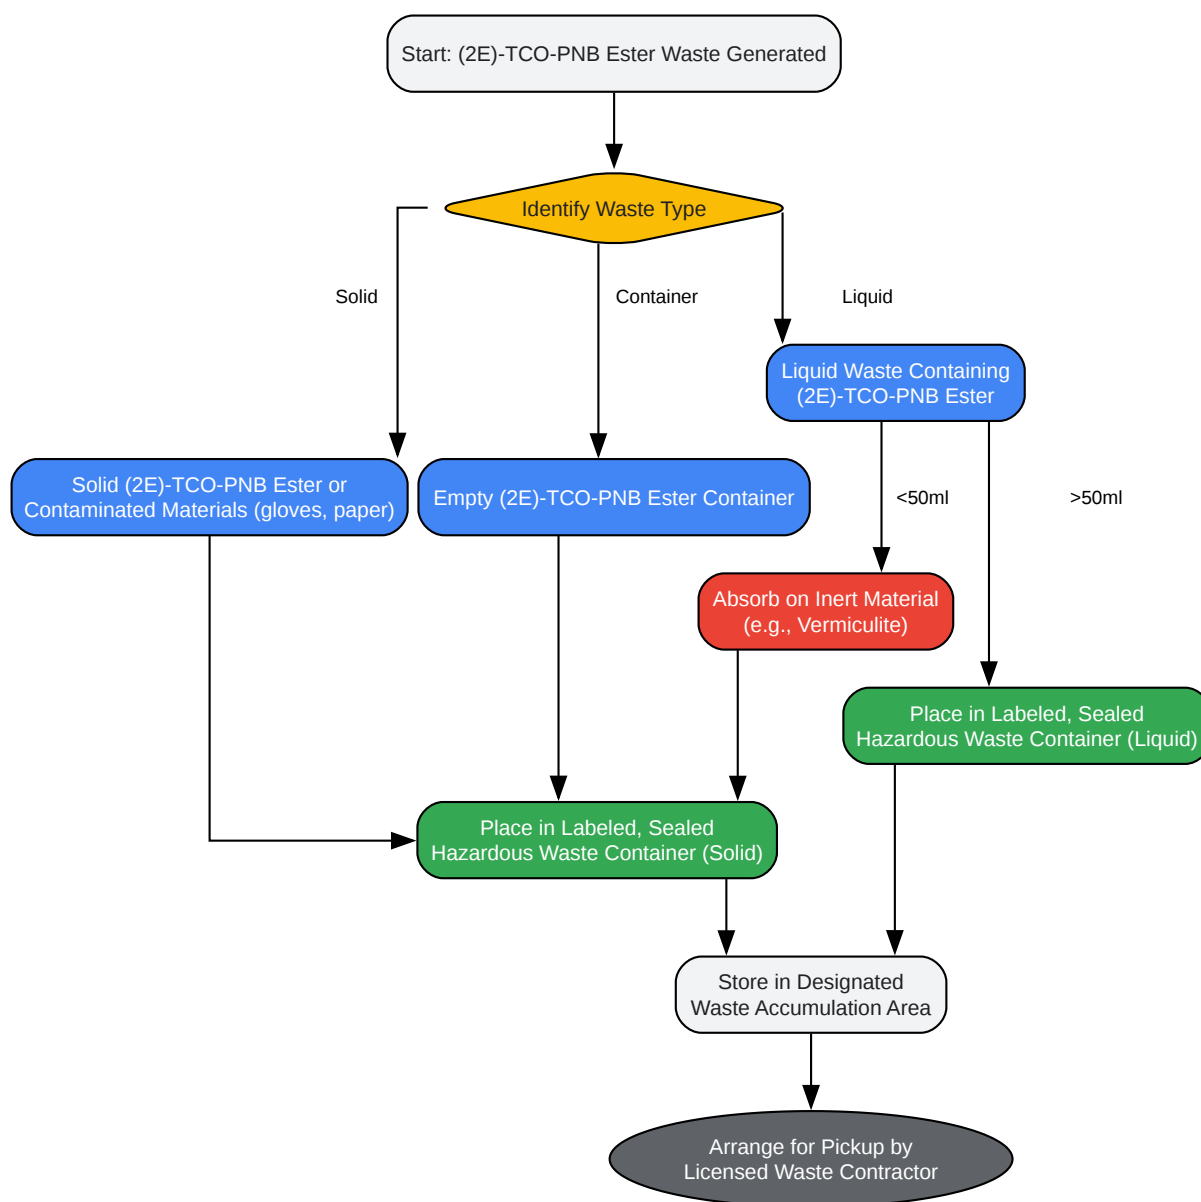 Start: (2E)-TCO-PNB Ester Waste Generated
Identify Waste Type
Solid
Container
Liquid
Liquid Waste Containing
(2E)-TCO-PNB Ester
Solid (2E)-TCO-PNB Ester or
Contaminated Materials (gloves, paper)
Empty (2E)-TCO-PNB Ester Container
<50ml
>50ml
Absorb on Inert Material
(e.g., Vermiculite)
Place in Labeled, Sealed
Hazardous Waste Container (Liquid)
Place in Labeled, Sealed
Hazardous Waste Container (Solid)
Store in Designated
Waste Accumulation Area
Arrange for Pickup by
Licensed Waste Contractor